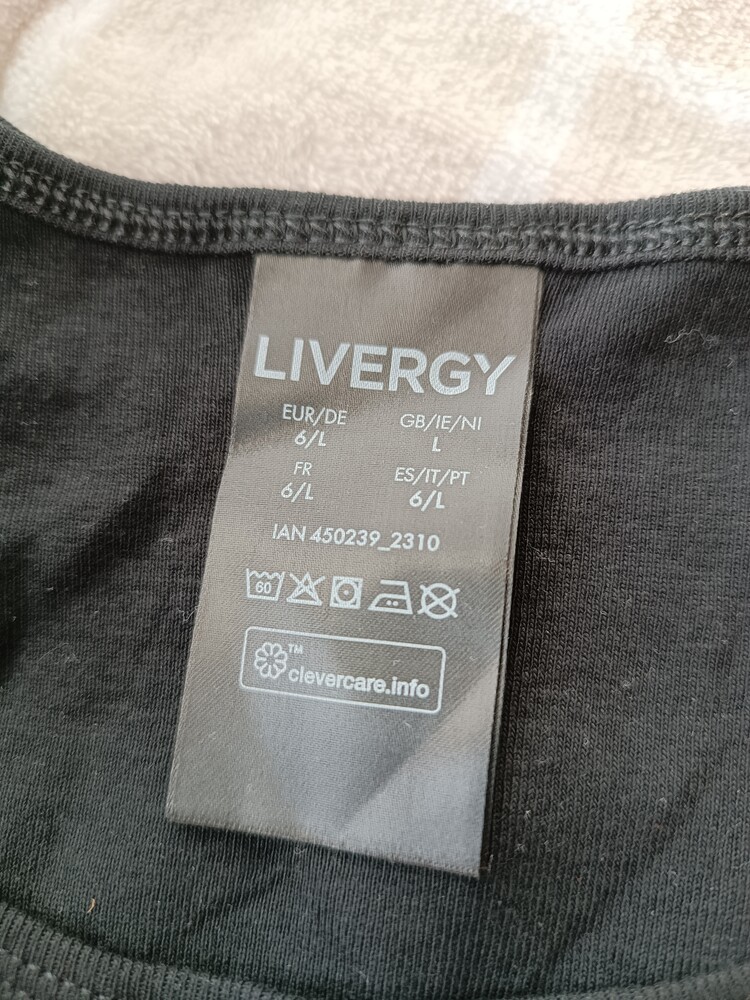 LIVERGY
EUR/DE GB/IE/NI
6/L L
FR ES/IT/PT
6/L 6/L
IAN 450239_2310
60
™
clevercare.info